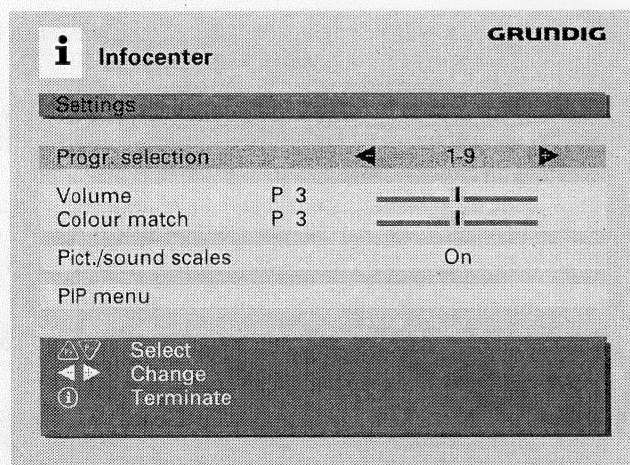 GRUNDIG
i Infocenter
Settings
Progr. selection 1-9
Volume P 3
Colour match P 3
Pict./sound scales On
PIP menu
Select
Change
i Terminate